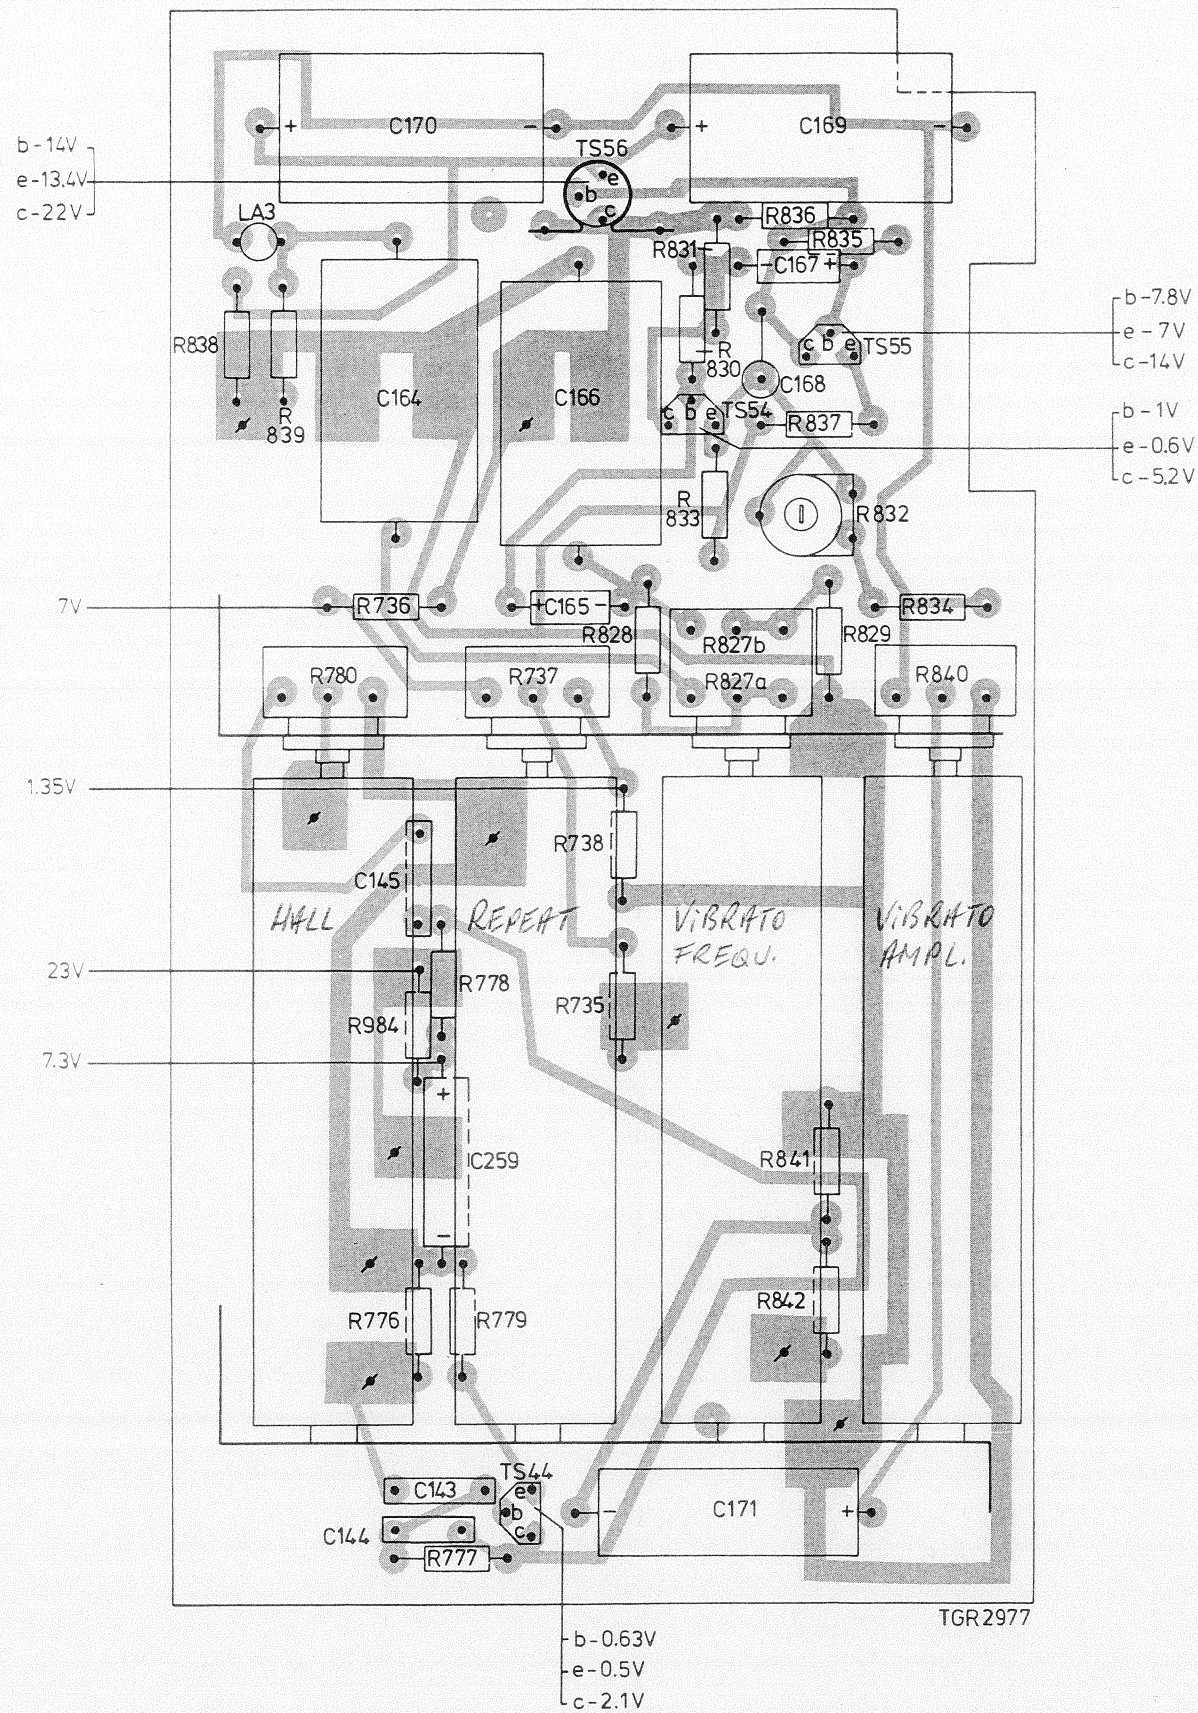 C170
C169
+
-
+
-
TS56
b-14V
e-13.4V
c-22V
e
b
c
LA3
R836
R835
R831
-C167+
b-7.8V
e-7V
c-14V
c b e
TS55
R838
R
839
C164
C166
R
830
C168
c b e
TS54
R837
b-1V
e-0.6V
c-5.2V
R
833
R832
7V
R736
+C165-
R828
R827b
R829
R834
R780
R737
R827a
R840
1.35V
R738
C145
HALL
REPEAT
VIBRATO
FREQU.
VIBRATO
AMPL.
23V
R778
R984
R735
7.3V
+
C259
-
R841
R842
R776
R779
TS44
e
b
c
C143
C144
R777
-
C171
+
TGR2977
b-0.63V
e-0.5V
c-2.1V